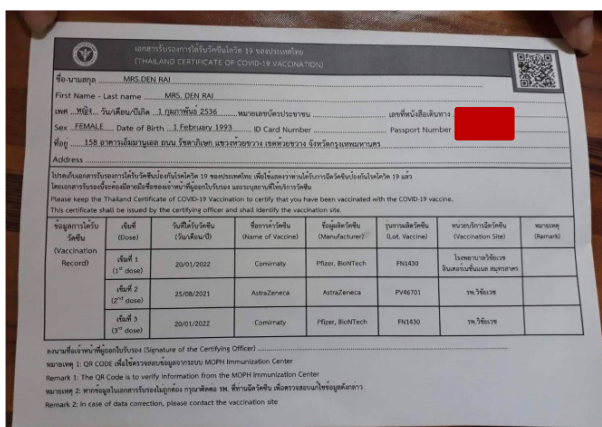 เอกสารรับรองการได้รับวัคซีนโควิด 19 ของประเทศไทย
(THAILAND CERTIFICATE OF COVID-19 VACCINATION)
ชื่อ-นามสกุล MRS.DEN RAI
First Name - Last name MRS. DEN RAI
เพศ หญิง วัน/เดือน/ปีเกิด 1 กุมภาพันธ์ 2536 หมายเลขบัตรประชาชน เลขที่หนังสือเดินทาง
Sex FEMALE Date of Birth 1 February 1993 ID Card Number Passport Number
ที่อยู่ 158 อาคารเอ็มมานูเอล ถนน รัชดาภิเษก แขวงห้วยขวาง เขตห้วยขวาง จังหวัดกรุงเทพมหานคร
Address
โปรดเก็บเอกสารรับรองการได้รับวัคซีนป้องกันโรคโควิด 19 ของประเทศไทย เพื่อใช้แสดงว่าท่านได้รับการฉีดวัคซีนป้องกันโรคโควิด 19 แล้ว
โดยเอกสารรับรองนี้จะต้องมีลายมือชื่อของเจ้าหน้าที่ผู้ออกใบรับรอง และระบุสถานที่ให้บริการวัคซีน
Please keep the Thailand Certificate of COVID-19 Vaccination to certify that you have been vaccinated with the COVID-19 vaccine.
This certificate shall be issued by the certifying officer and shall identify the vaccination site.
ข้อมูลการได้รับวัคซีน (Vaccination Record) เข็มที่ (Dose) วันที่ได้รับวัคซีน (วัน/เดือน/ปี) ชื่อการค้าวัคซีน (Name of Vaccine) ชื่อผู้ผลิตวัคซีน (Manufacturer) รุ่นการผลิตวัคซีน (Lot. Vaccine) หน่วยบริการฉีดวัคซีน (Vaccination Site) หมายเหตุ (Remark)
เข็มที่ 1 (1st dose) 20/01/2022 Comirnaty Pfizer, BioNTech FN1430 โรงพยาบาลวิชัยเวช อินเตอร์เนชั่นแนล สมุทรสาคร
เข็มที่ 2 (2nd dose) 25/08/2021 AstraZeneca AstraZeneca PV46701 รพ.วิชัยเวช
เข็มที่ 3 (3rd dose) 20/01/2022 Comirnaty Pfizer, BioNTech FN1430 รพ.วิชัยเวช
ลงนามชื่อเจ้าหน้าที่ผู้ออกใบรับรอง (Signature of the Certifying Officer)
หมายเหตุ 1: QR CODE เพื่อใช้ตรวจสอบข้อมูลจากระบบ MOPH Immunization Center
Remark 1: The QR Code is to verify information from the MOPH Immunization Center
หมายเหตุ 2: หากข้อมูลในเอกสารรับรองไม่ถูกต้อง กรุณาติดต่อ รพ. ที่ท่านฉีดวัคซีน เพื่อตรวจสอบแก้ไขข้อมูลดังกล่าว
Remark 2: In case of data correction, please contact the vaccination site